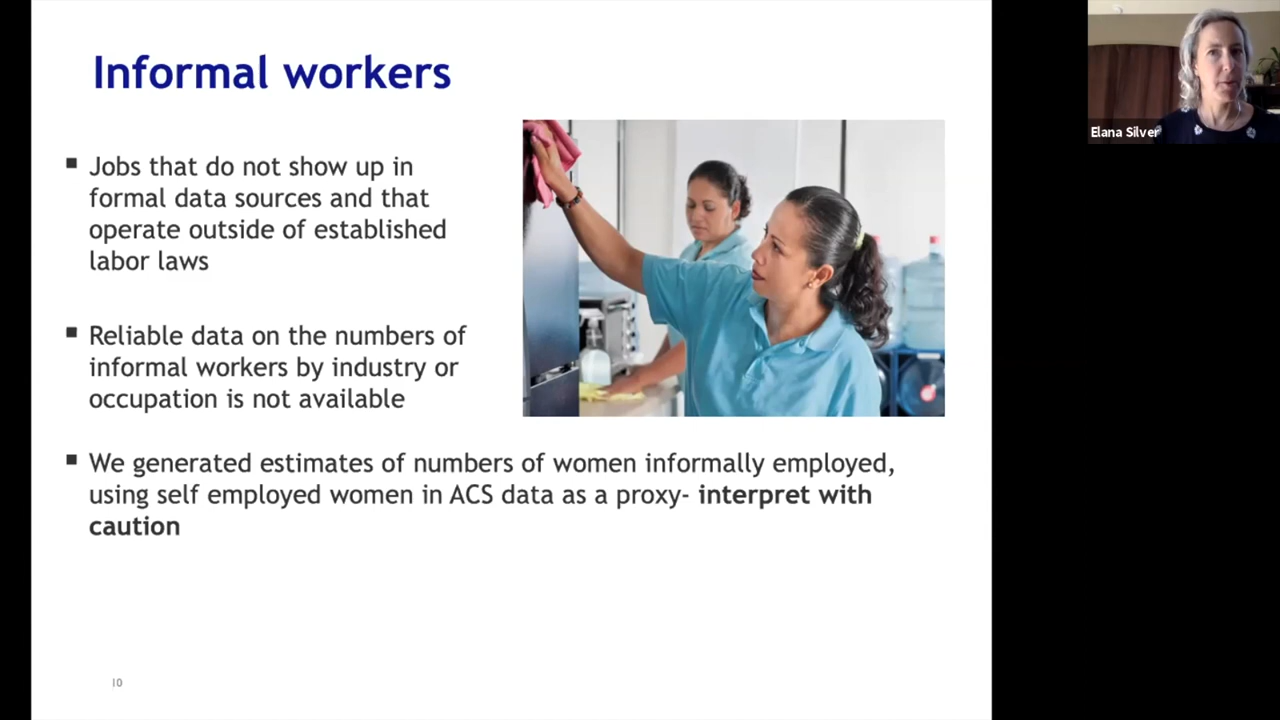 Informal workers
▪ Jobs that do not show up in
formal data sources and that
operate outside of established
labor laws
▪ Reliable data on the numbers of
informal workers by industry or
occupation is not available
▪ We generated estimates of numbers of women informally employed,
using self employed women in ACS data as a proxy- interpret with
caution
10
Elana Silver